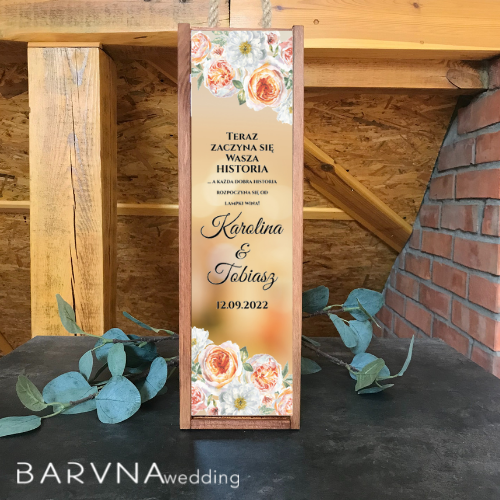 Teraz
zaczyna się
Wasza
historia
...a każda dobra historia
rozpoczyna się od
lampki wina!
Karolina
&
Tobiasz
12.09.2022
BARVNAwedding